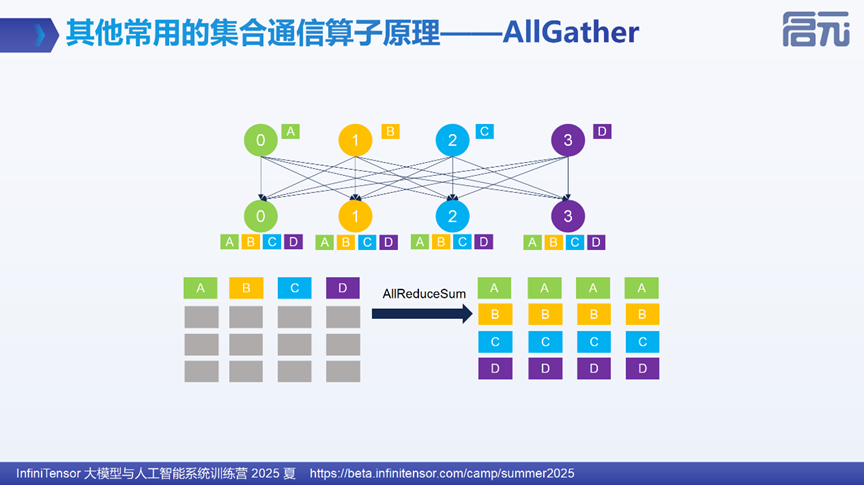 其他常用的集合通信算子原理——AllGather
启元
0 A 1 B 2 C 3 D
0 1 2 3
A B C D A B C D A B C D A B C D
A B C D
AllReduceSum
A A A A
B B B B
C C C C
D D D D
InfiniTensor 大模型与人工智能系统训练营 2025 夏 https://beta.infinitensor.com/camp/summer2025